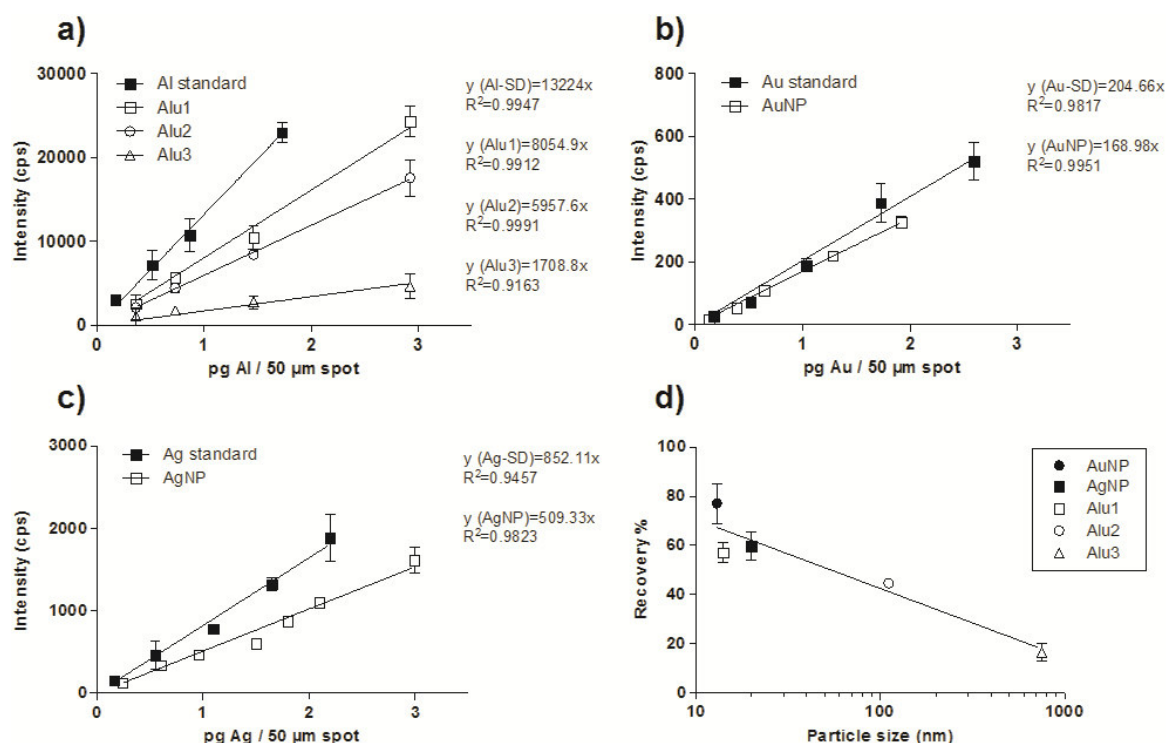 a)
30000
20000
10000
0
Intensity (cps)
Al standard
Alu1
Alu2
Alu3
y (Al-SD)=13224x
R²=0.9947
y (Alu1)=8054.9x
R²=0.9912
y (Alu2)=5957.6x
R²=0.9991
y (Alu3)=1708.8x
R²=0.9163
0 1 2 3
pg Al / 50 µm spot
b)
800
600
400
200
0
Intensity (cps)
Au standard
AuNP
y (Au-SD)=204.66x
R²=0.9817
y (AuNP)=168.98x
R²=0.9951
0 1 2 3
pg Au / 50 µm spot
c)
3000
2000
1000
0
Intensity (cps)
Ag standard
AgNP
y (Ag-SD)=852.11x
R²=0.9457
y (AgNP)=509.33x
R²=0.9823
0 1 2 3
pg Ag / 50 µm spot
d)
100
80
60
40
20
0
Recovery %
AuNP
AgNP
Alu1
Alu2
Alu3
10 100 1000
Particle size (nm)